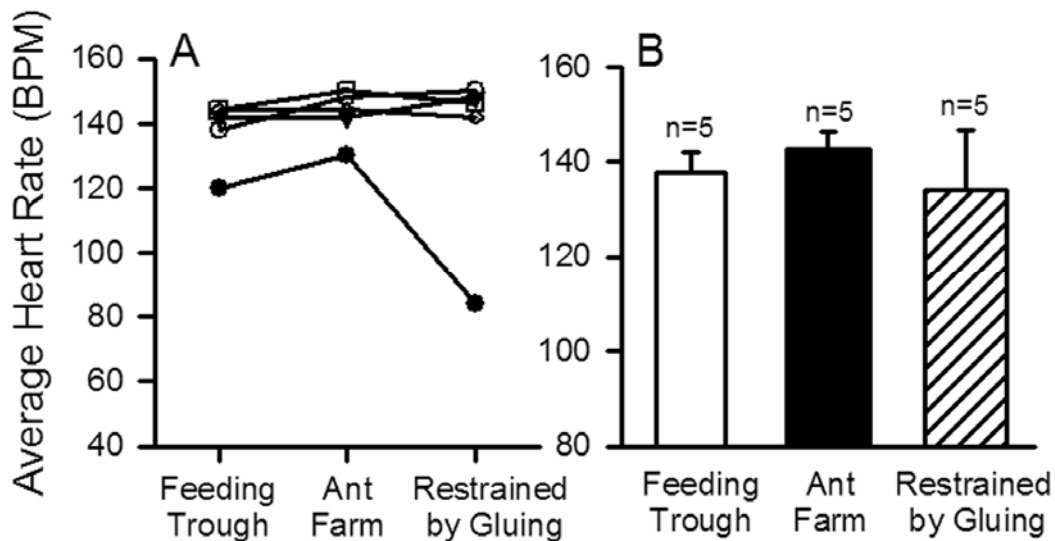 Average Heart Rate (BPM)
A
160
140
120
100
80
60
40
Feeding
Trough
Ant
Farm
Restrained
by Gluing
B
160
140
120
100
80
n=5
n=5
n=5
Feeding
Trough
Ant
Farm
Restrained
by Gluing